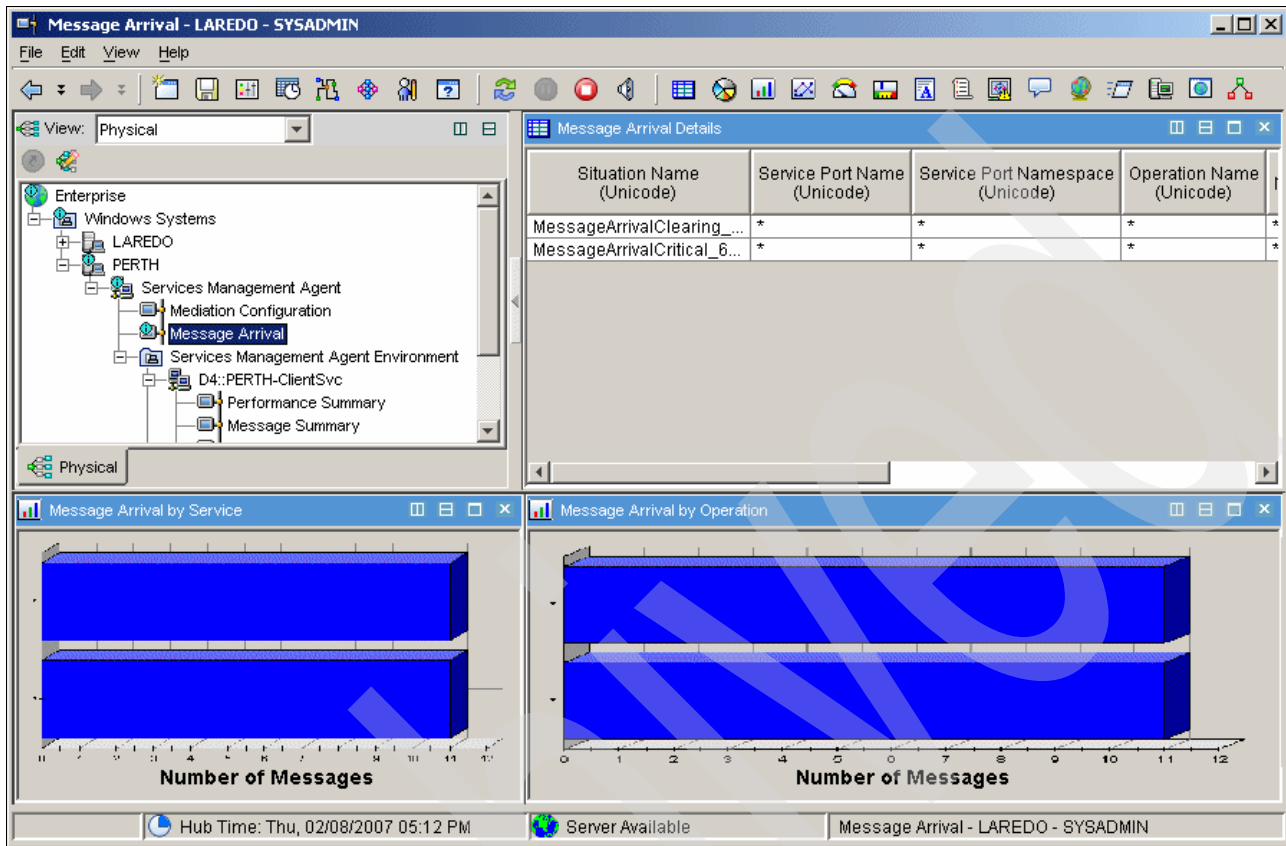 Message Arrival - LAREDO - SYSADMIN
File Edit View Help
View: Physical
Enterprise
Windows Systems
LAREDO
PERTH
Services Management Agent
Mediation Configuration
Message Arrival
Services Management Agent Environment
D4::PERTH-ClientSvc
Performance Summary
Message Summary
Physical
Message Arrival Details
Situation Name (Unicode) Service Port Name (Unicode) Service Port Namespace (Unicode) Operation Name (Unicode)
MessageArrivalClearing_... * * * *
MessageArrivalCritical_6... * * * *
Message Arrival by Service
Number of Messages
Message Arrival by Operation
0 1 2 3 4 5 6 7 8 9 10 11 12
Number of Messages
Hub Time: Thu, 02/08/2007 05:12 PM Server Available Message Arrival - LAREDO - SYSADMIN